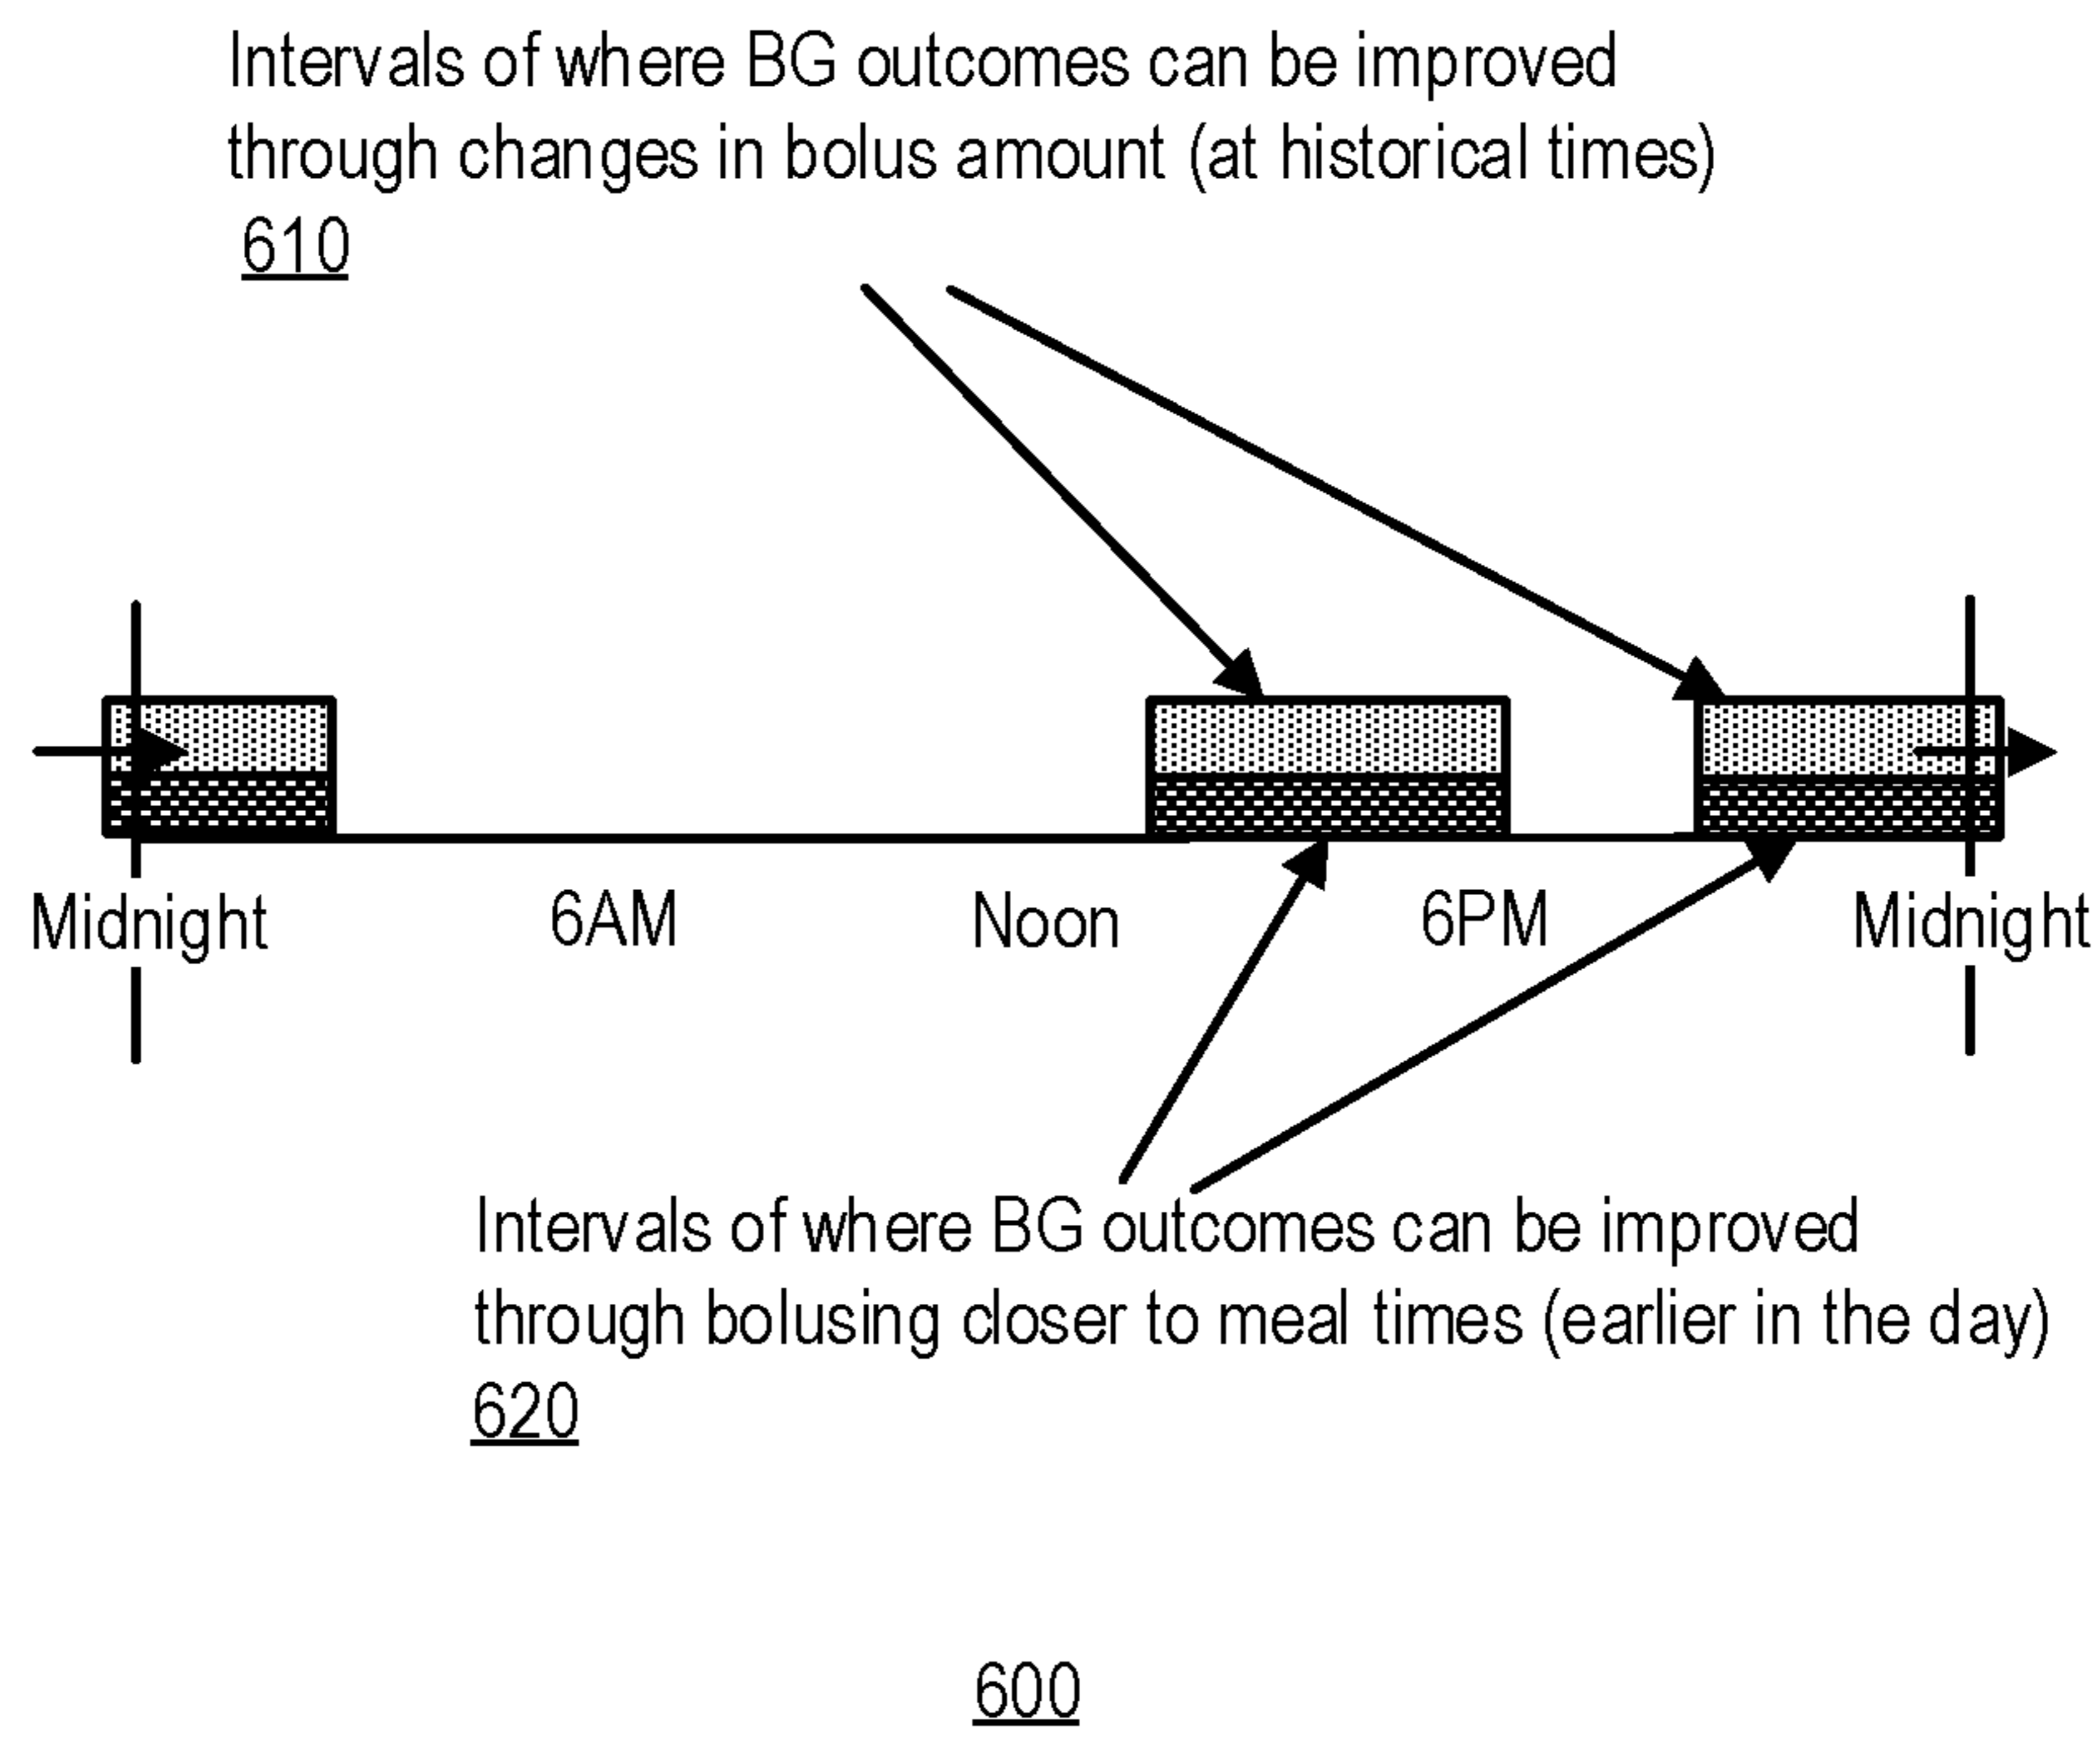 Intervals of where BG outcomes can be improved
through changes in bolus amount (at historical times)
610
Midnight 6AM Noon 6PM Midnight
Intervals of where BG outcomes can be improved
through bolusing closer to meal times (earlier in the day)
620
600